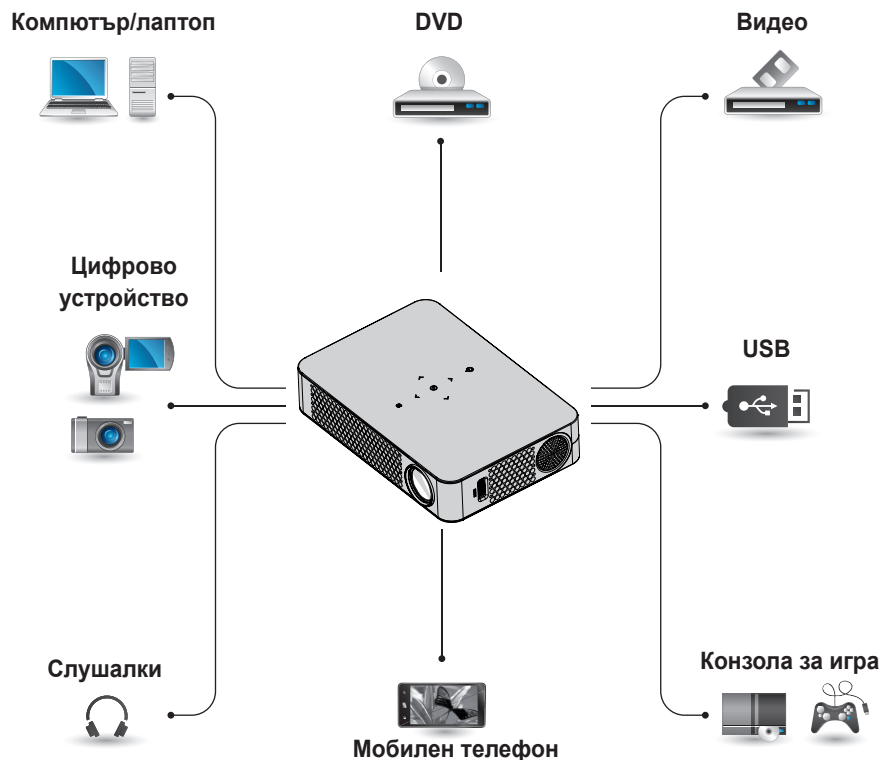 Компютър/лаптоп
DVD
Видео
Цифрово
устройство
USB
Слушалки
Мобилен телефон
Конзола за игра